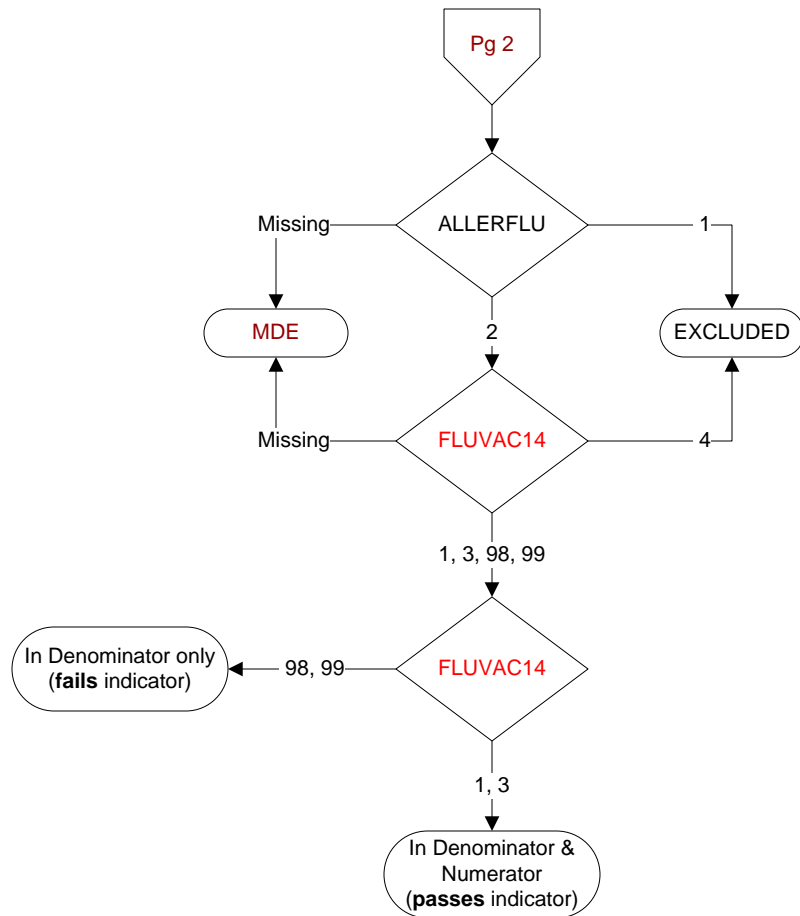 Pg 2
Missing
ALLERFLU
1
MDE
2
EXCLUDED
Missing
FLUVAC14
4
1, 3, 98, 99
In Denominator only
(fails indicator)
98, 99
FLUVAC14
1, 3
In Denominator &
Numerator
(passes indicator)